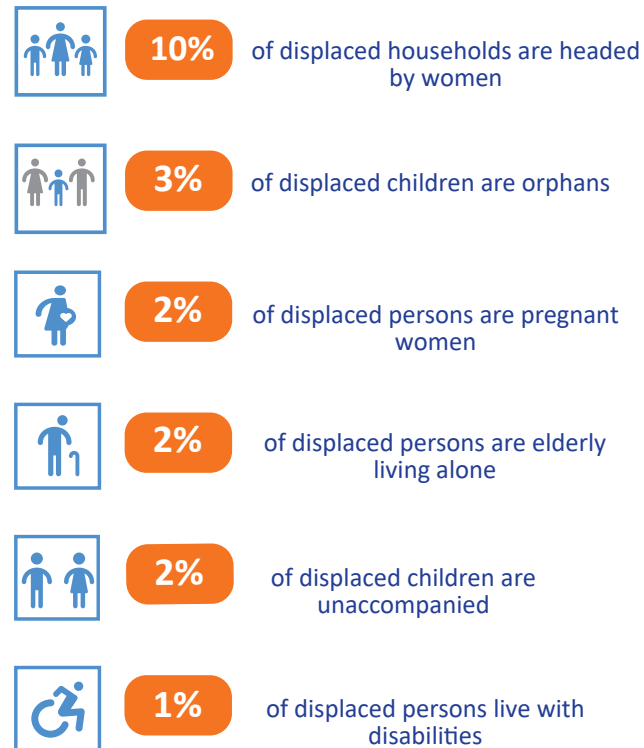 10%
of displaced households are headed
by women
3%
of displaced children are orphans
2%
of displaced persons are pregnant
women
2%
of displaced persons are elderly
living alone
2%
of displaced children are
unaccompanied
1%
of displaced persons live with
disabilities